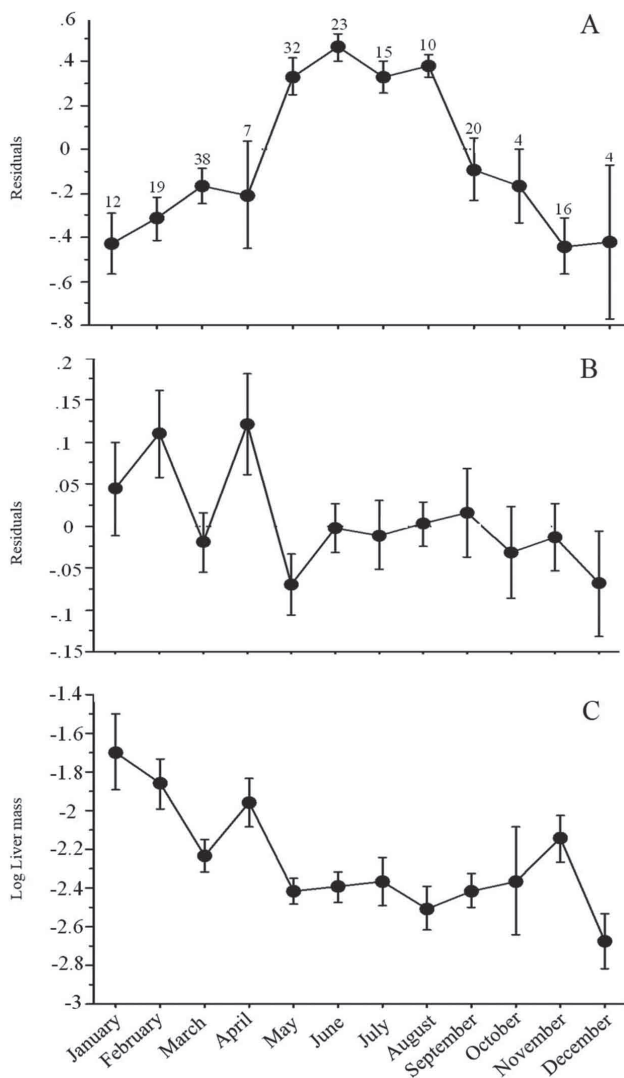 A
.6
.4
.2
0
-.2
-.4
-.6
-.8
Residuals
12
19
38
7
32
23
15
10
20
4
16
4
B
.2
.15
.1
.05
0
-.05
-.1
-.15
Residuals
C
-1.4
-1.6
-1.8
-2
-2.2
-2.4
-2.6
-2.8
-3
Log Liver mass
January
February
March
April
May
June
July
August
September
October
November
December